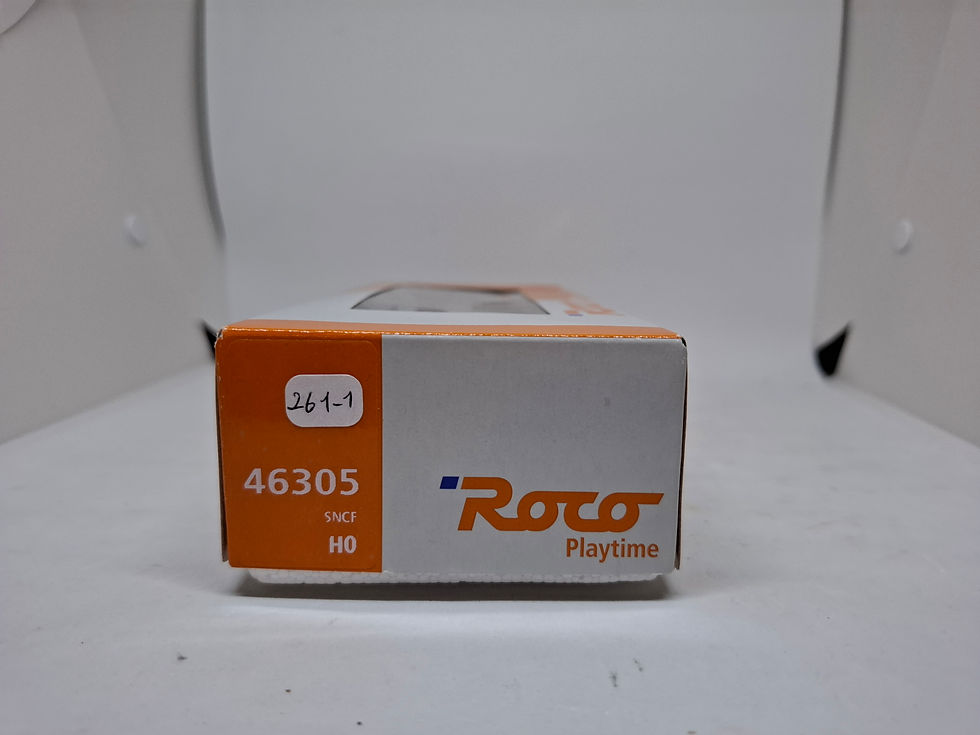 261-1
46305
SNCF
H0
Roco
Playtime